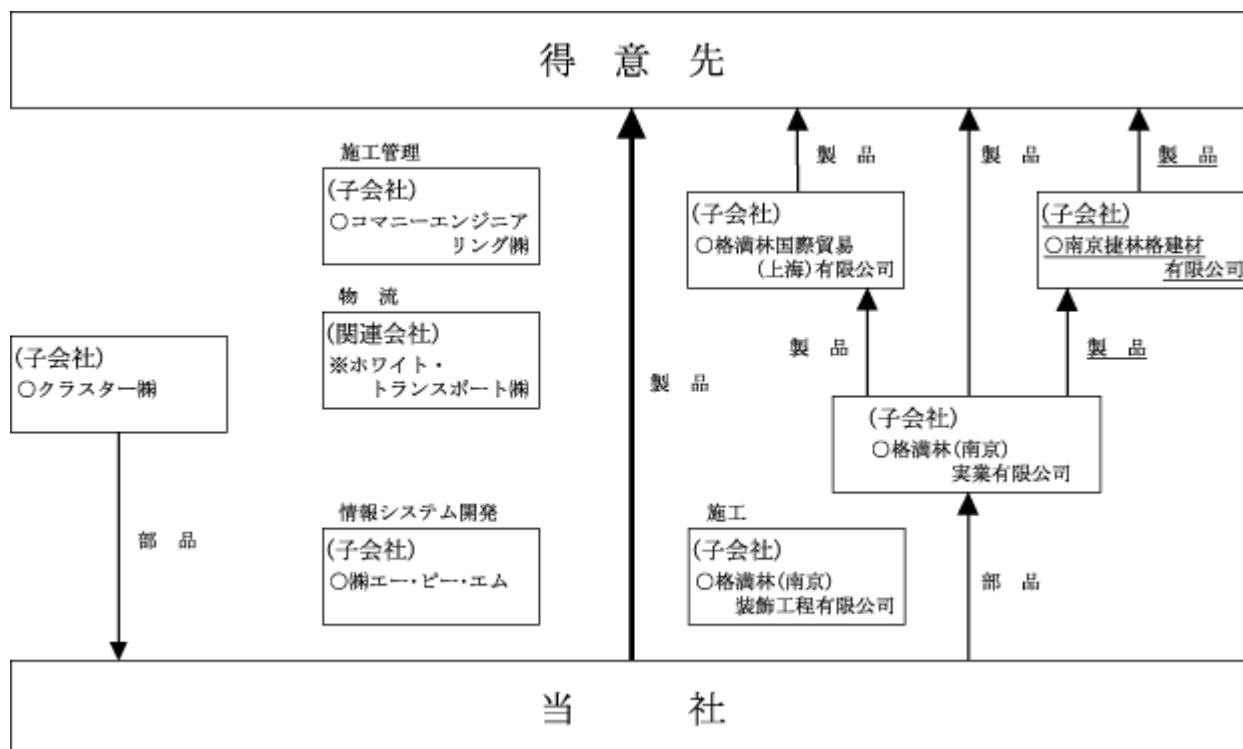 得 意 先
施工管理
(子会社)
○コマニーエンジニア
リング㈱
物 流
(関連会社)
※ホワイト・
トランスポート㈱
情報システム開発
(子会社)
○㈱エー・ピー・エム
(子会社)
○クラスター㈱
部 品
製 品
製 品
(子会社)
○格満林国際貿易
(上海)有限公司
製 品
製 品
製 品
(子会社)
○南京捷林格建材
有限公司
製 品
(子会社)
○格満林(南京)
実業有限公司
施工
(子会社)
○格満林(南京)
装飾工程有限公司
部 品
当 社